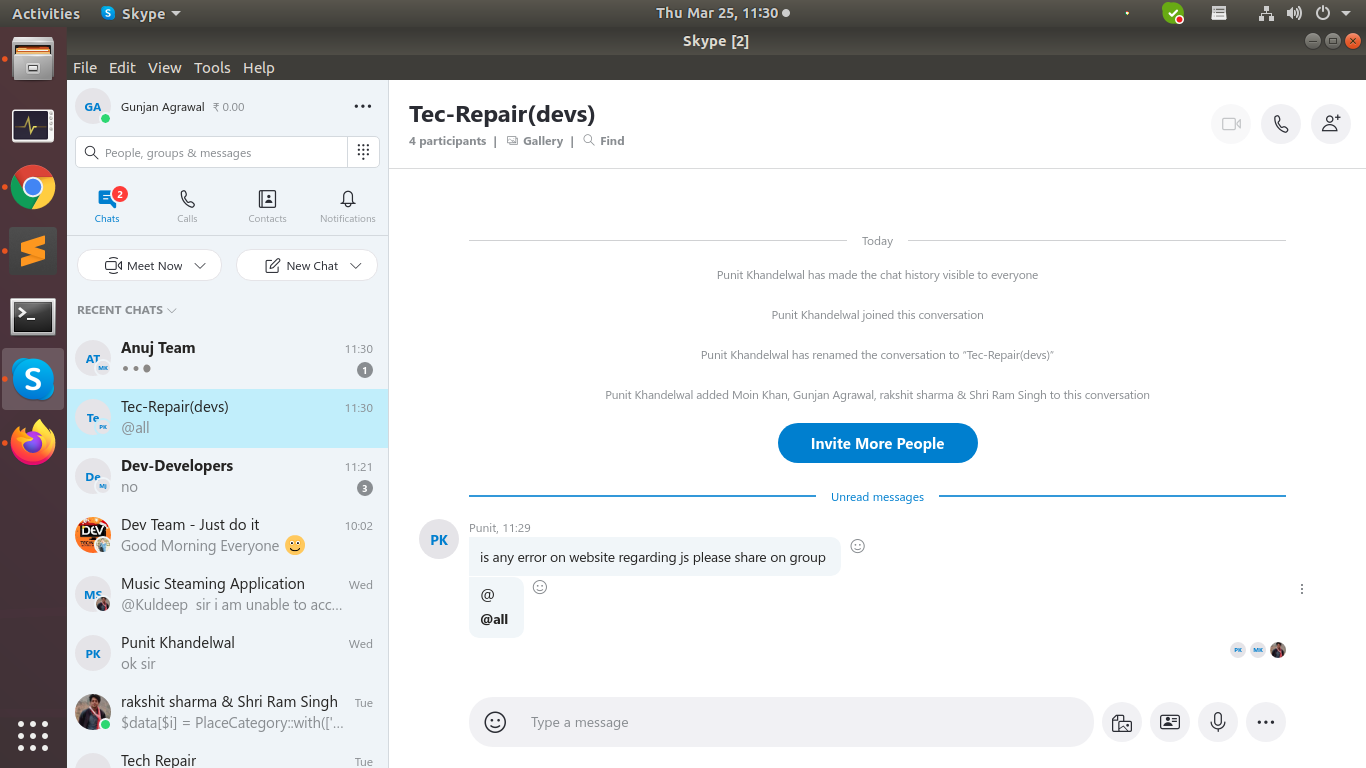 Activities Skype Thu Mar 25, 11:30
Skype [2]
File Edit View Tools Help
GA Gunjan Agrawal ₹ 0.00
People, groups & messages
2
Chats Calls Contacts Notifications
Meet Now New Chat
RECENT CHATS
AT MK Anuj Team 11:30
1
Te PK Tec-Repair(devs) 11:30
@all
De MJ Dev-Developers 11:21
no 3
DEV Dev Team - Just do it 10:02
Good Morning Everyone
MS Music Steaming Application Wed
@Kuldeep sir i am unable to acc...
PK Punit Khandelwal Wed
ok sir
rakshit sharma & Shri Ram Singh Tue
$data[$i] = PlaceCategory::with(['...
Tech Repair Tue
Tec-Repair(devs)
4 participants | Gallery | Find
Today
Punit Khandelwal has made the chat history visible to everyone
Punit Khandelwal joined this conversation
Punit Khandelwal has renamed the conversation to “Tec-Repair(devs)”
Punit Khandelwal added Moin Khan, Gunjan Agrawal, rakshit sharma & Shri Ram Singh to this conversation
Invite More People
Unread messages
Punit, 11:29
PK is any error on website regarding js please share on group
@
@all
PK MK
Type a message